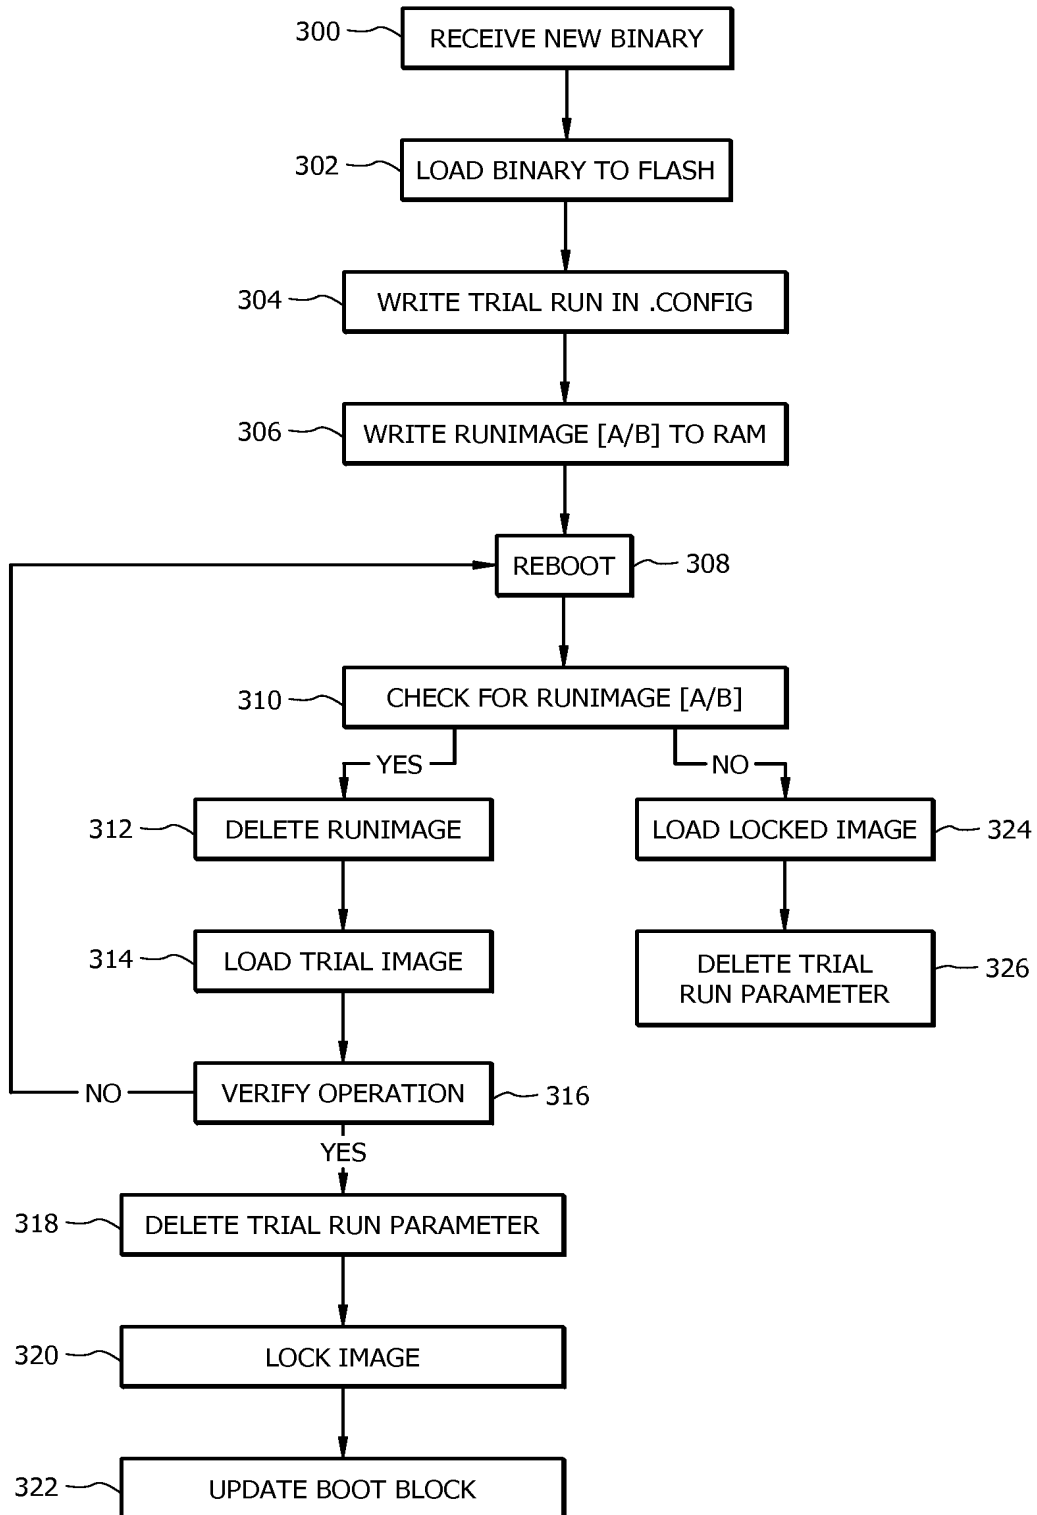 300
RECEIVE NEW BINARY
302
LOAD BINARY TO FLASH
304
WRITE TRIAL RUN IN .CONFIG
306
WRITE RUNIMAGE [A/B] TO RAM
REBOOT
308
310
CHECK FOR RUNIMAGE [A/B]
YES
NO
312
DELETE RUNIMAGE
LOAD LOCKED IMAGE
324
314
LOAD TRIAL IMAGE
DELETE TRIAL
RUN PARAMETER
326
NO
VERIFY OPERATION
316
YES
318
DELETE TRIAL RUN PARAMETER
320
LOCK IMAGE
322
UPDATE BOOT BLOCK